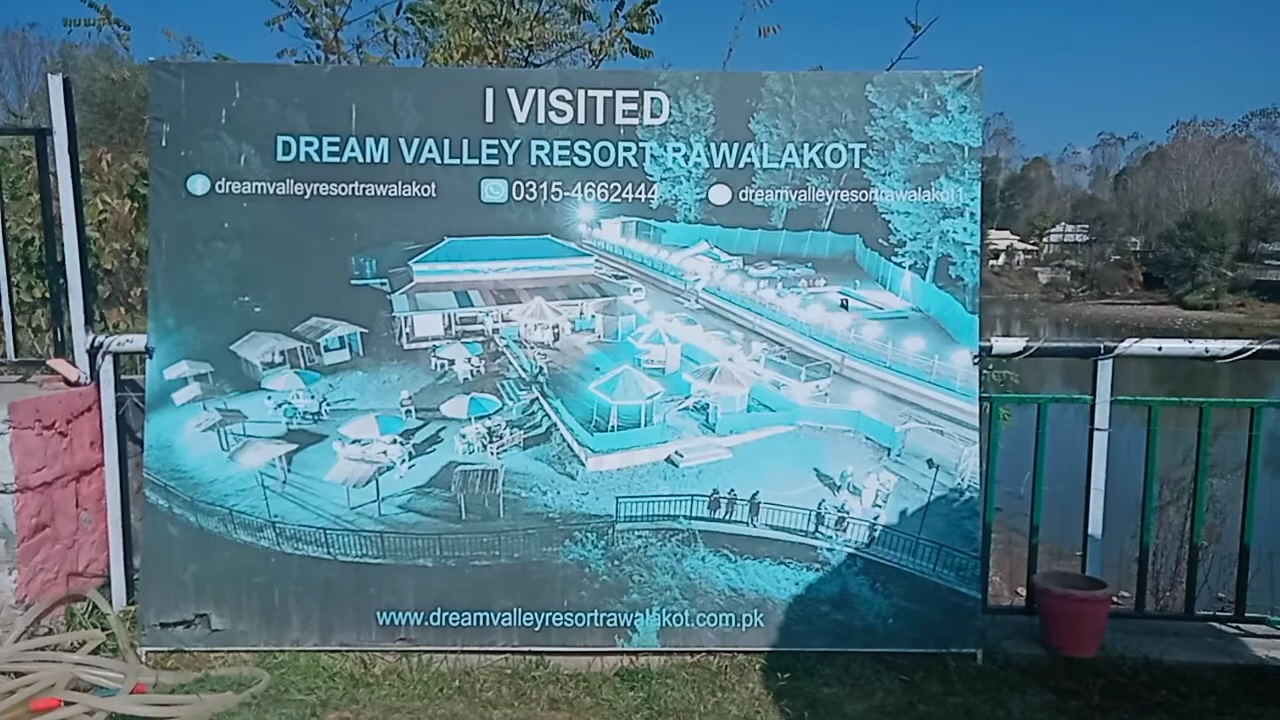 I VISITED
DREAM VALLEY RESORT RAWALAKOT
dreamvalleyresortrawalakot 0315-4662444 dreamvalleyresortrawalakot1
www.dreamvalleyresortrawalakot.com.pk